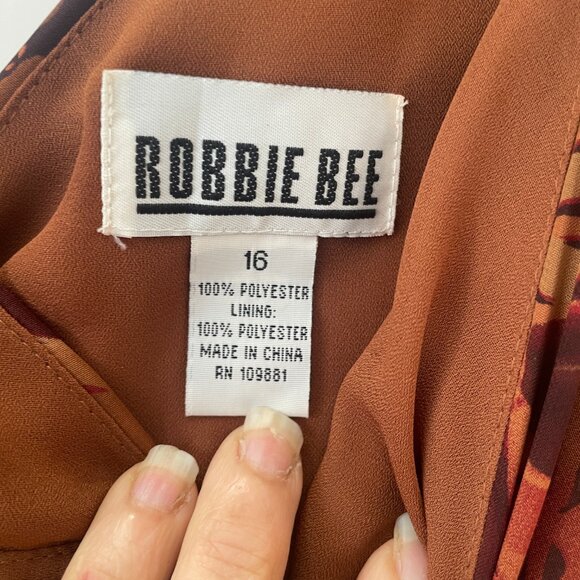 ROBBIE BEE
16
100% POLYESTER
LINING:
100% POLYESTER
MADE IN CHINA
RN 109881